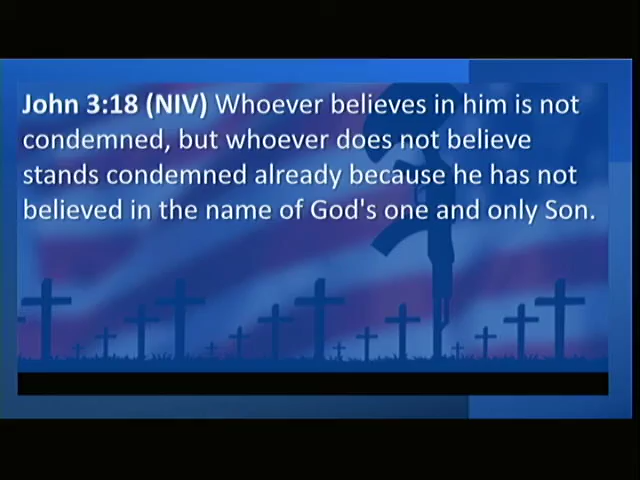 John 3:18 (NIV) Whoever believes in him is not
condemned, but whoever does not believe
stands condemned already because he has not
believed in the name of God's one and only Son.